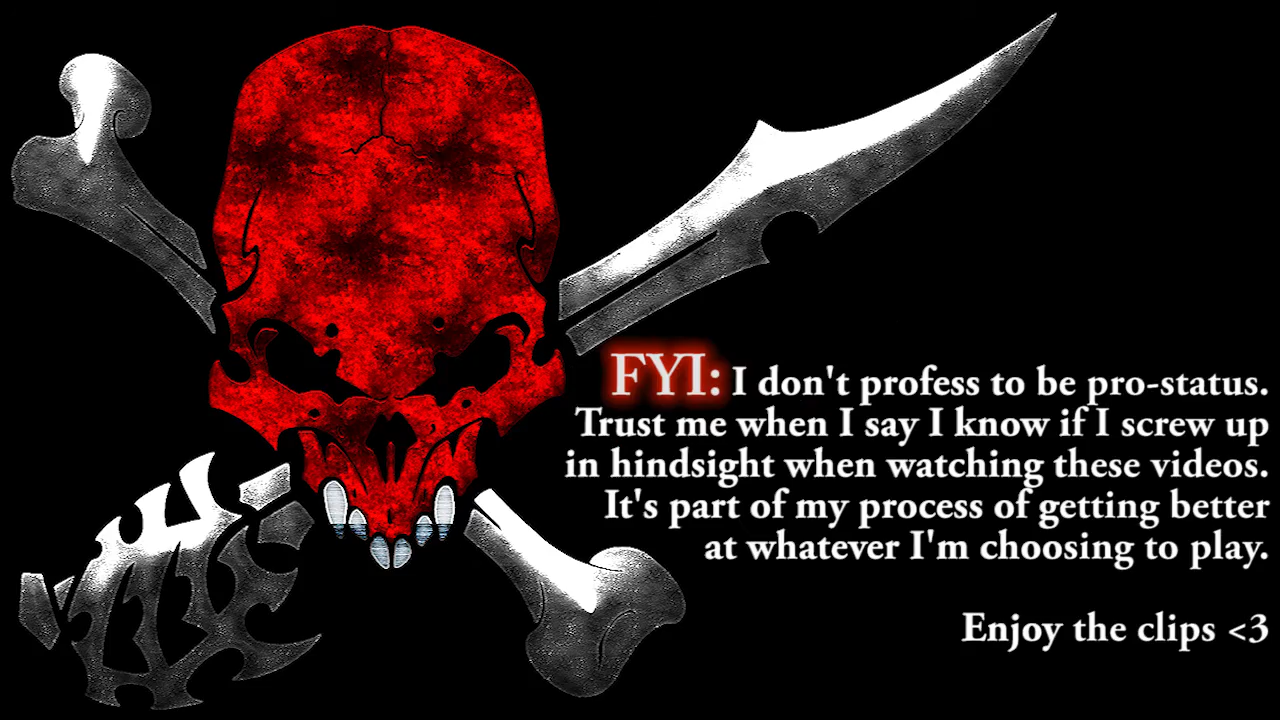 FYI: I don't profess to be pro-status.
Trust me when I say I know if I screw up
in hindsight when watching these videos.
It's part of my process of getting better
at whatever I'm choosing to play.
Enjoy the clips <3